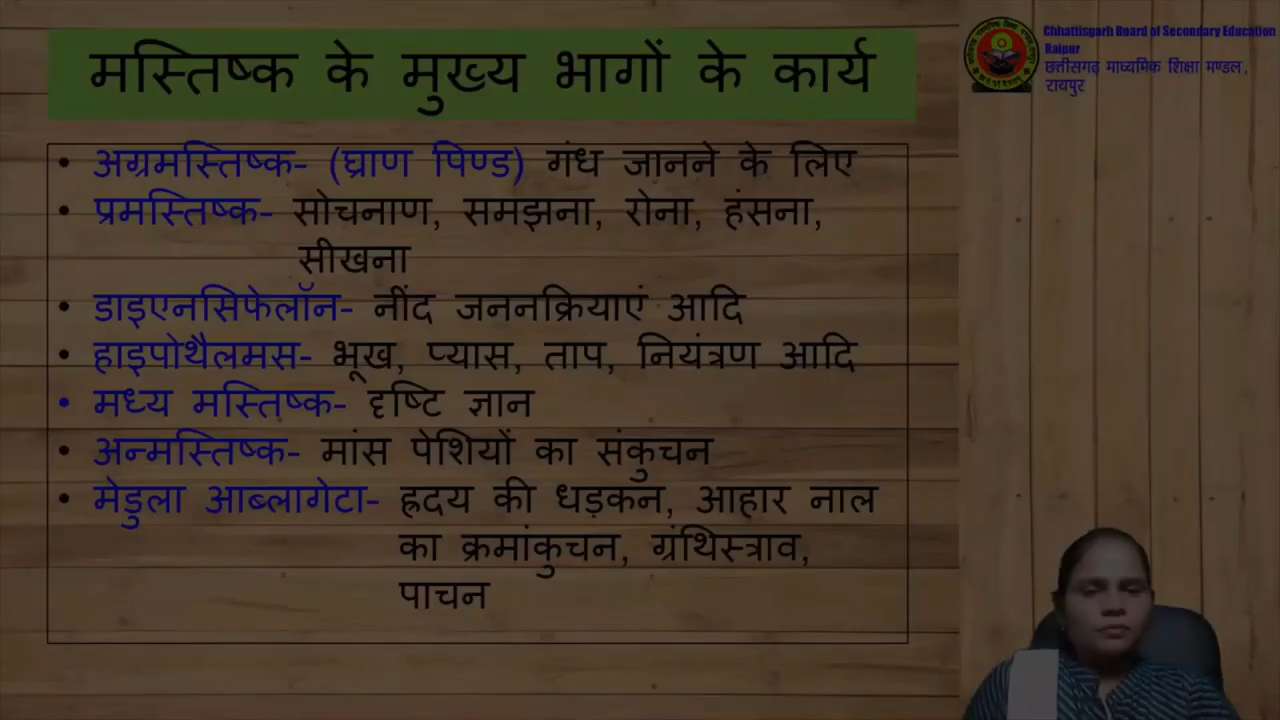 मस्तिष्क के मुख्य भागों के कार्य
Chhattisgarh Board of Secondary Education
Raipur
छत्तीसगढ़ माध्यमिक शिक्षा मण्डल,
रायपुर
• अग्रमस्तिष्क- (घ्राण पिण्ड) गंध जानने के लिए
• प्रमस्तिष्क- सोचनाण, समझना, रोना, हंसना,
सीखना
• डाइएनसिफेलॉन- नींद जननक्रियाएं आदि
• हाइपोथैलमस- भूख, प्यास, ताप, नियंत्रण आदि
• मध्य मस्तिष्क- दृष्टि ज्ञान
• अन्मस्तिष्क- मांस पेशियों का संकुचन
• मेडुला आब्लागेटा- ह्रदय की धड़कन, आहार नाल
का क्रमांकुचन, ग्रंथिस्त्राव,
पाचन